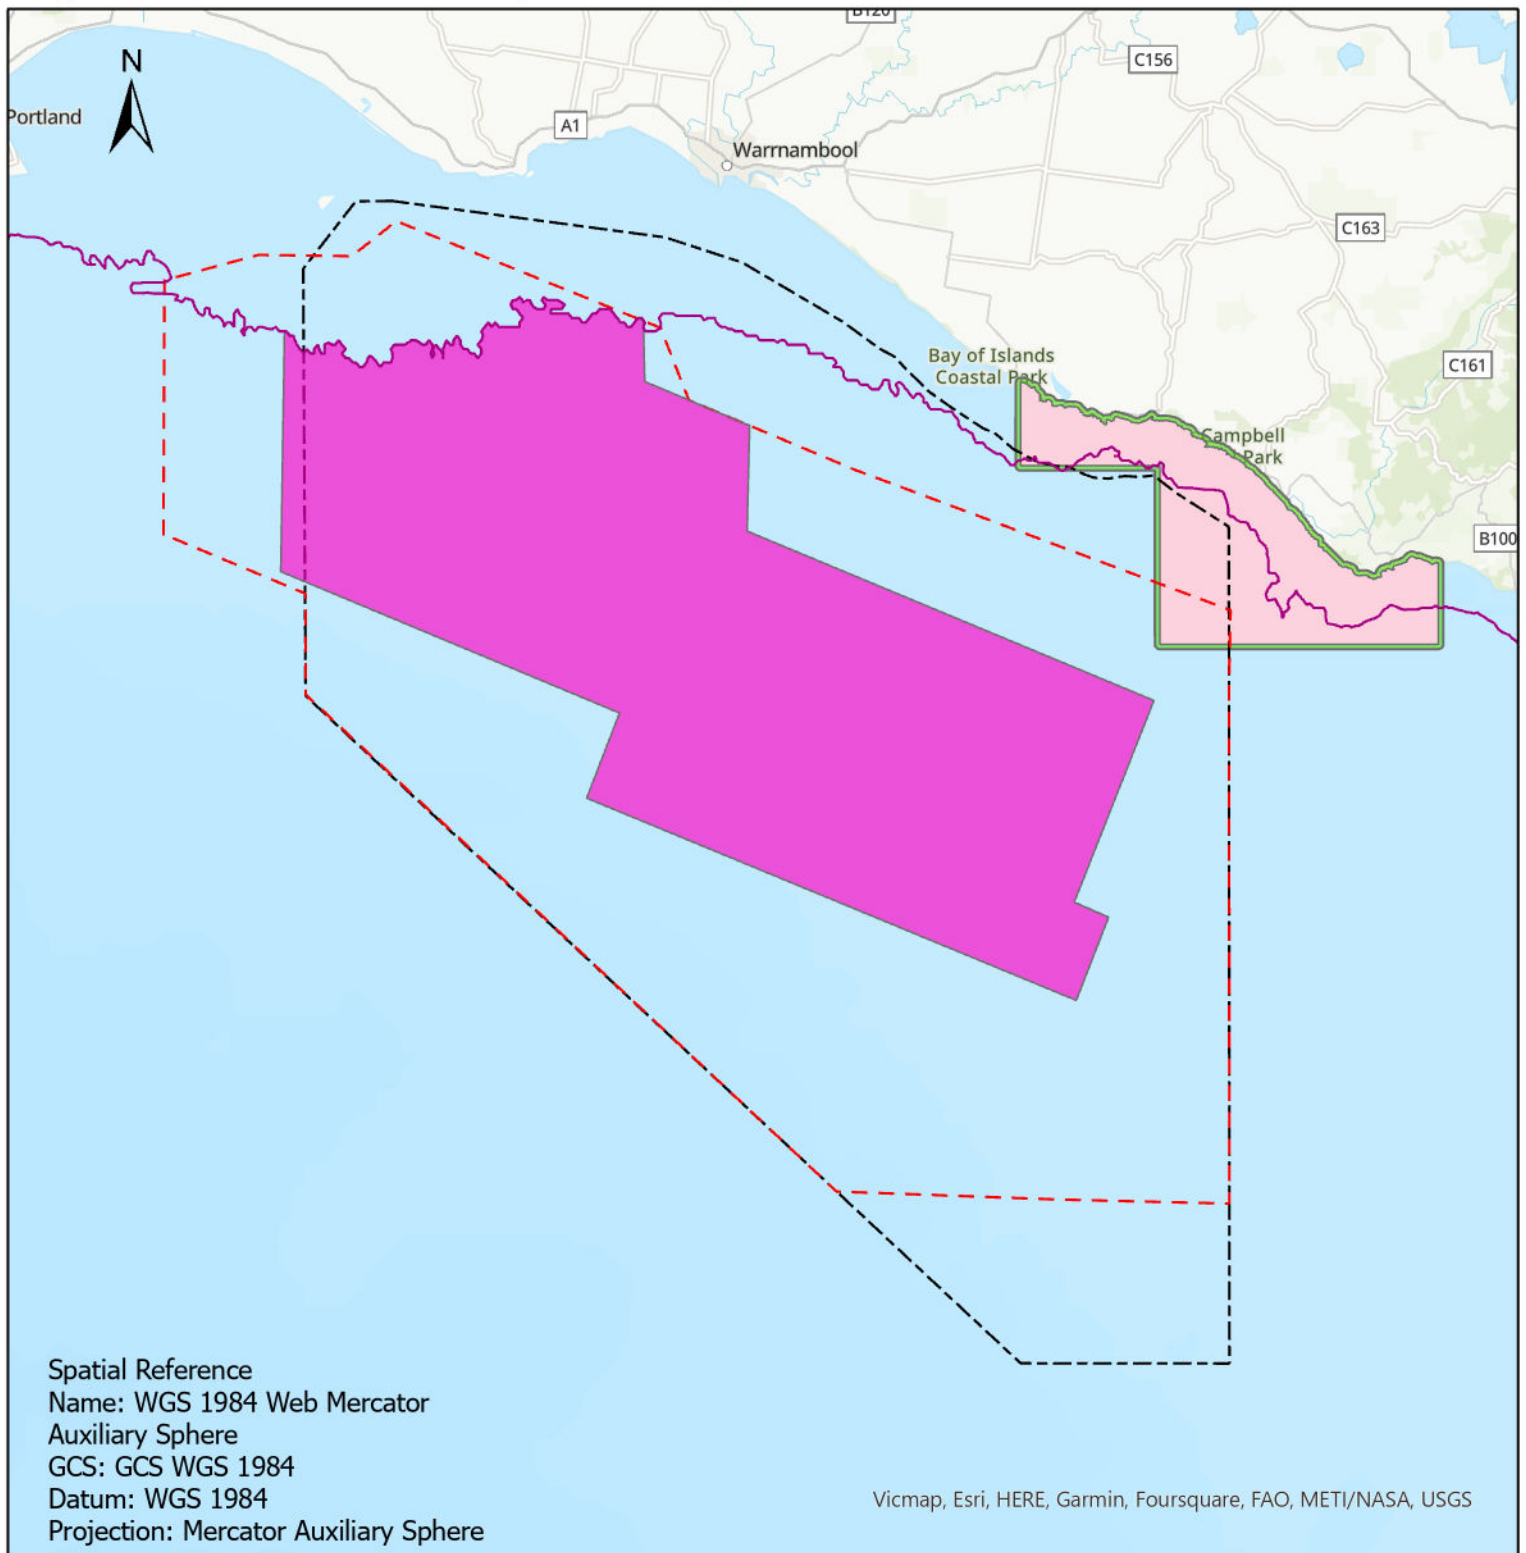 B120
C156
N
Portland
A1
Warrnambool
C163
Bay of Islands
Coastal Park
C161
Campbell
Park
B100
Spatial Reference
Name: WGS 1984 Web Mercator
Auxiliary Sphere
GCS: GCS WGS 1984
Datum: WGS 1984
Projection: Mercator Auxiliary Sphere
Vicmap, Esri, HERE, Garmin, Foursquare, FAO, METI/NASA, USGS